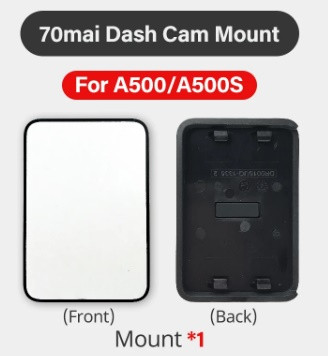 70mai Dash Cam Mount
For A500/A500S
(Front)
(Back)
Mount *1